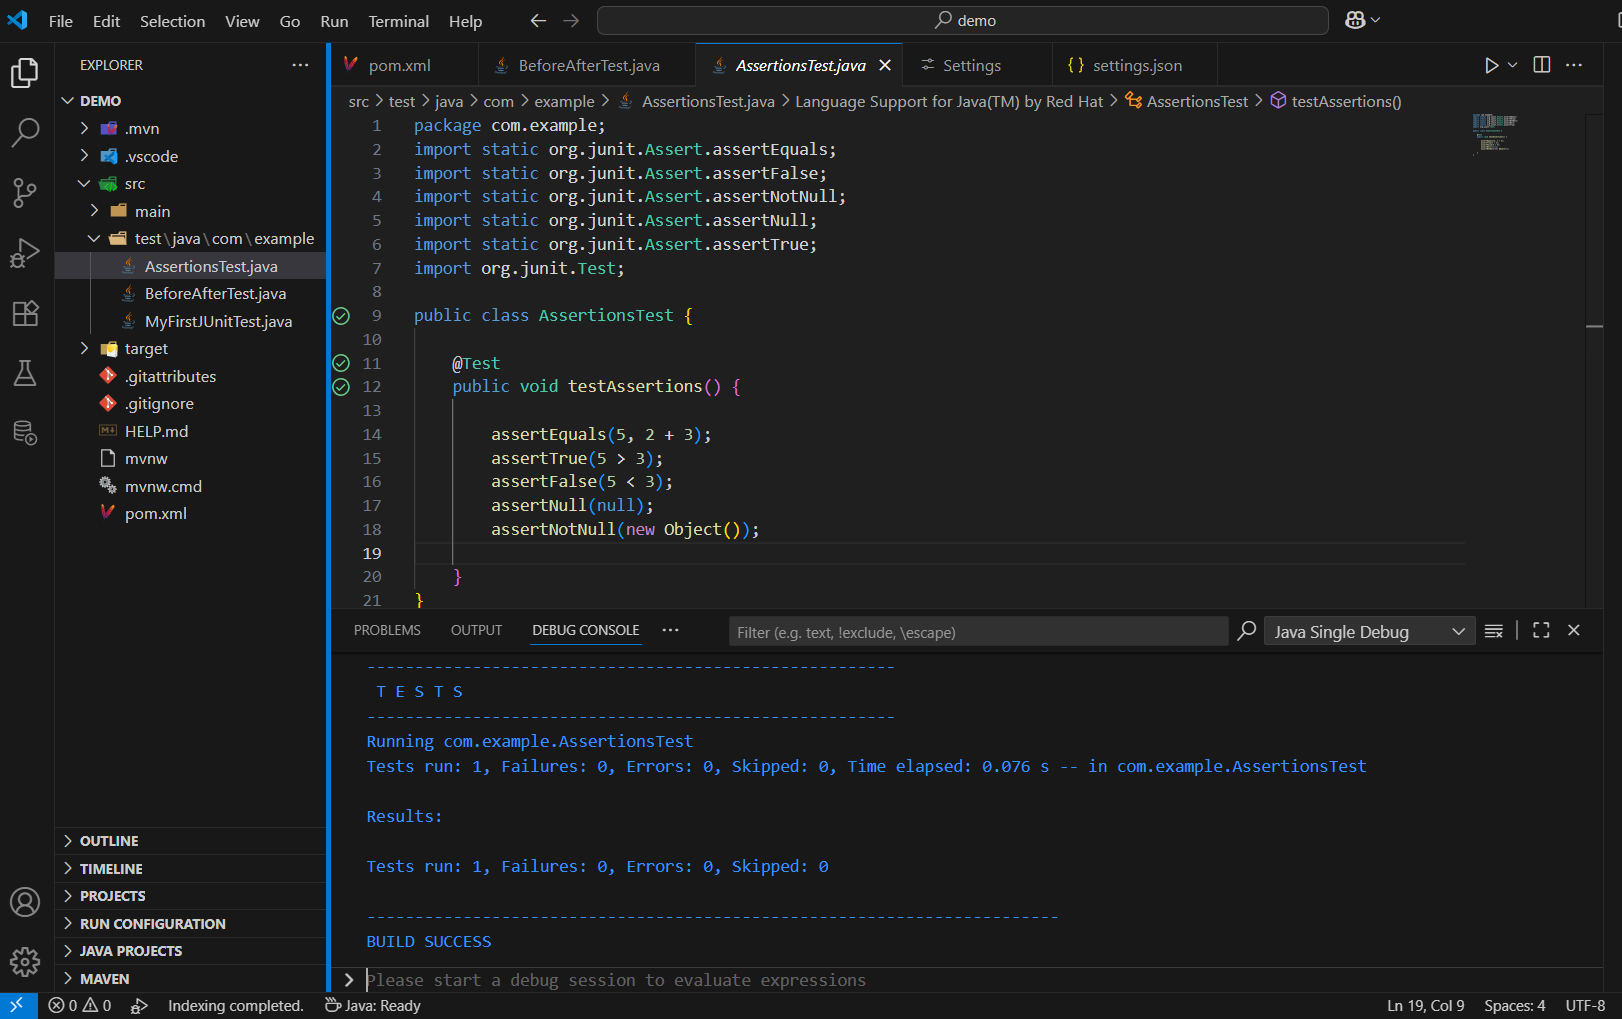 File Edit Selection View Go Run Terminal Help
demo
EXPLORER
DEMO
.mvn
.vscode
src
main
test\java\com\example
AssertionsTest.java
BeforeAfterTest.java
MyFirstJUnitTest.java
target
.gitattributes
.gitignore
HELP.md
mvnw
mvnw.cmd
pom.xml
OUTLINE
TIMELINE
PROJECTS
RUN CONFIGURATION
JAVA PROJECTS
MAVEN
pom.xml BeforeAfterTest.java AssertionsTest.java Settings {} settings.json
src > test > java > com > example > AssertionsTest.java > Language Support for Java(TM) by Red Hat > AssertionsTest > testAssertions()
1 package com.example;
2 import static org.junit.Assert.assertEquals;
3 import static org.junit.Assert.assertFalse;
4 import static org.junit.Assert.assertNotNull;
5 import static org.junit.Assert.assertNull;
6 import static org.junit.Assert.assertTrue;
7 import org.junit.Test;
8
9 public class AssertionsTest {
10
11 @Test
12 public void testAssertions() {
13
14 assertEquals(5, 2 + 3);
15 assertTrue(5 > 3);
16 assertFalse(5 < 3);
17 assertNull(null);
18 assertNotNull(new Object());
19
20 }
21 }
PROBLEMS OUTPUT DEBUG CONSOLE Filter (e.g. text, !exclude, \escape) Java Single Debug
-------------------------------------------------------
T E S T S
-------------------------------------------------------
Running com.example.AssertionsTest
Tests run: 1, Failures: 0, Errors: 0, Skipped: 0, Time elapsed: 0.076 s -- in com.example.AssertionsTest
Results:
Tests run: 1, Failures: 0, Errors: 0, Skipped: 0
------------------------------------------------------------------------
BUILD SUCCESS
Please start a debug session to evaluate expressions
0 0 Indexing completed. Java: Ready Ln 19, Col 9 Spaces: 4 UTF-8